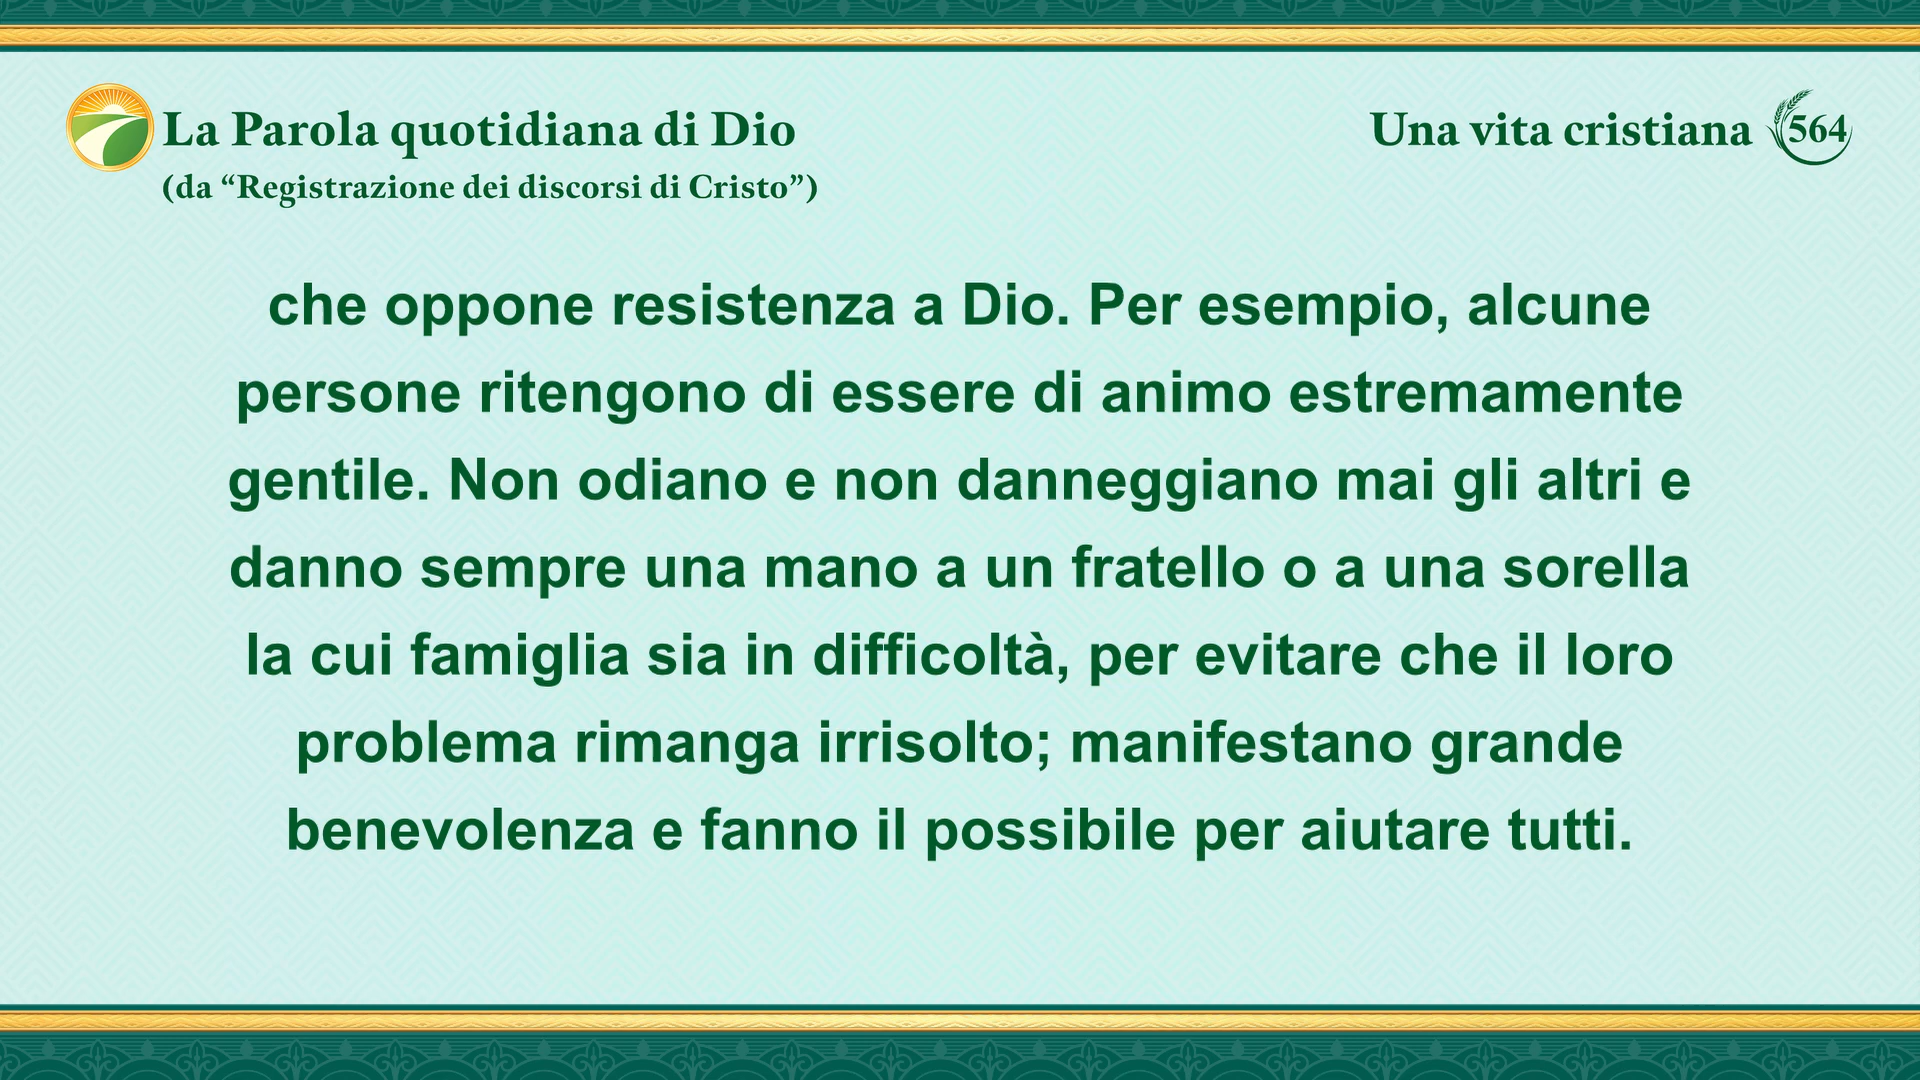 La Parola quotidiana di Dio
(da “Registrazione dei discorsi di Cristo”)
Una vita cristiana 564
che oppone resistenza a Dio. Per esempio, alcune
persone ritengono di essere di animo estremamente
gentile. Non odiano e non danneggiano mai gli altri e
danno sempre una mano a un fratello o a una sorella
la cui famiglia sia in difficoltà, per evitare che il loro
problema rimanga irrisolto; manifestano grande
benevolenza e fanno il possibile per aiutare tutti.